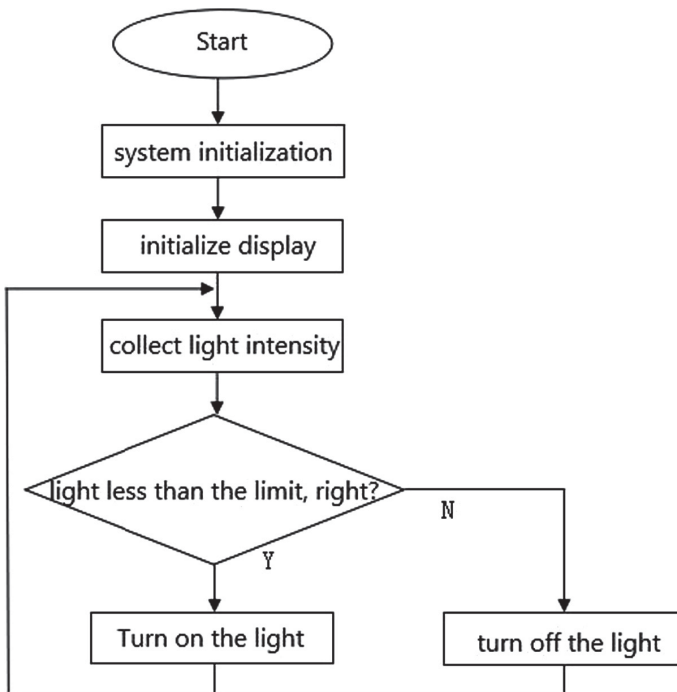 Start
system initialization
initialize display
collect light intensity
light less than the limit, right?
N
Y
Turn on the light
turn off the light